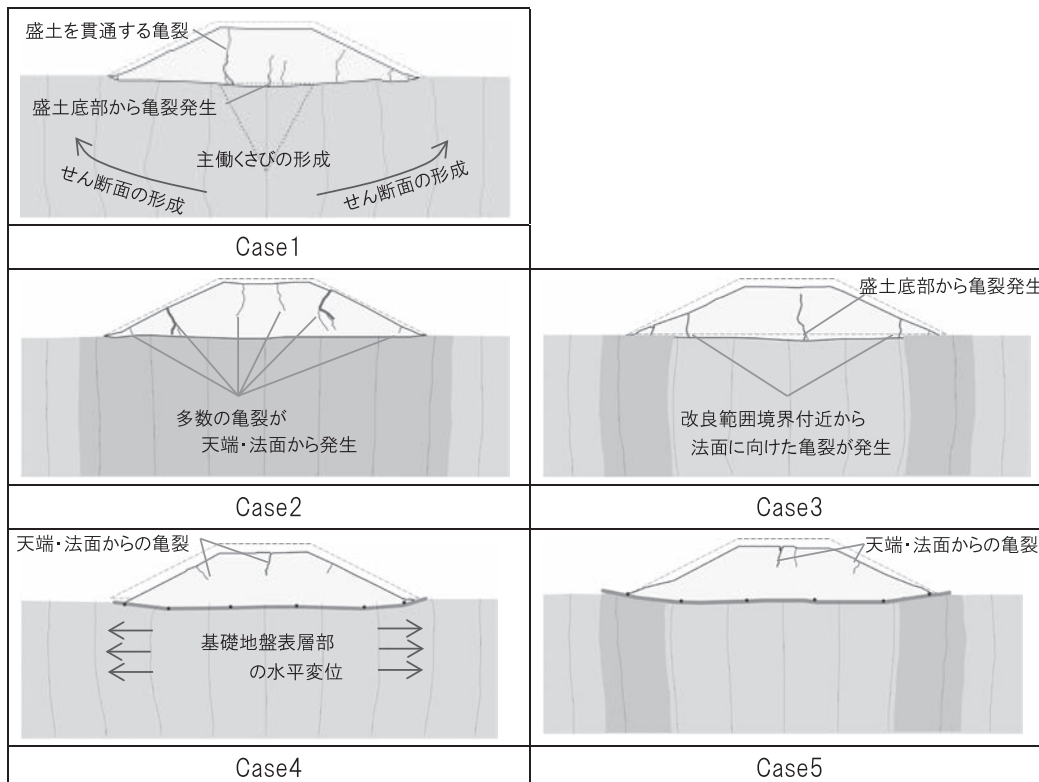 盛土を貫通する亀裂
盛土底部から亀裂発生
主働くさびの形成
せん断面の形成
せん断面の形成
Case1
多数の亀裂が
天端・法面から発生
Case2
盛土底部から亀裂発生
改良範囲境界付近から
法面に向けた亀裂が発生
Case3
天端・法面からの亀裂
基礎地盤表層部
の水平変位
Case4
天端・法面からの亀裂
Case5